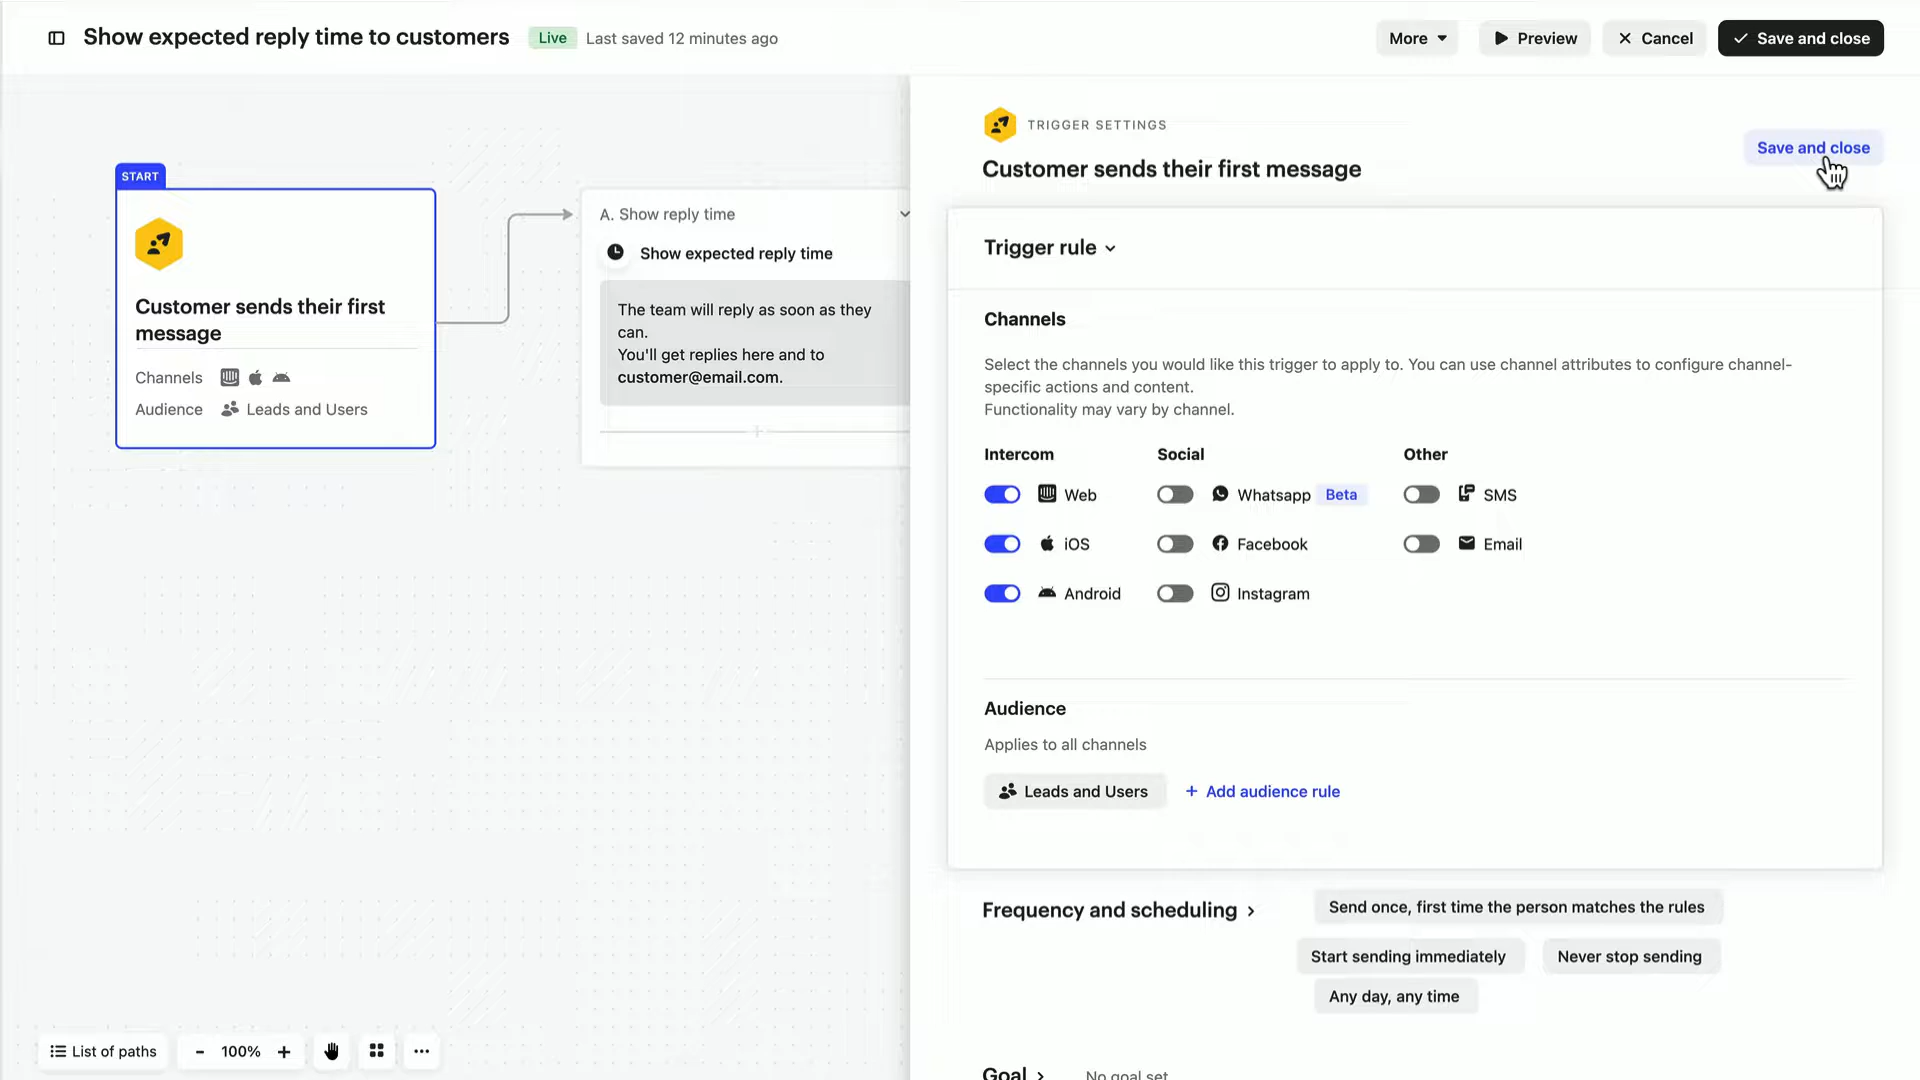 Show expected reply time to customers
Live
Last saved 12 minutes ago
More
Preview
Cancel
Save and close
START
Customer sends their first
message
Channels
Audience
Leads and Users
A. Show reply time
Show expected reply time
The team will reply as soon as they
can.
You'll get replies here and to
customer@email.com.
TRIGGER SETTINGS
Customer sends their first message
Save and close
Trigger rule
Channels
Select the channels you would like this trigger to apply to. You can use channel attributes to configure channel-
specific actions and content.
Functionality may vary by channel.
Intercom
Social
Other
Web
Whatsapp
Beta
SMS
iOS
Facebook
Email
Android
Instagram
Audience
Applies to all channels
Leads and Users
+ Add audience rule
Frequency and scheduling
Send once, first time the person matches the rules
Start sending immediately
Never stop sending
Any day, any time
Goal
No goal set
List of paths
- 100% +